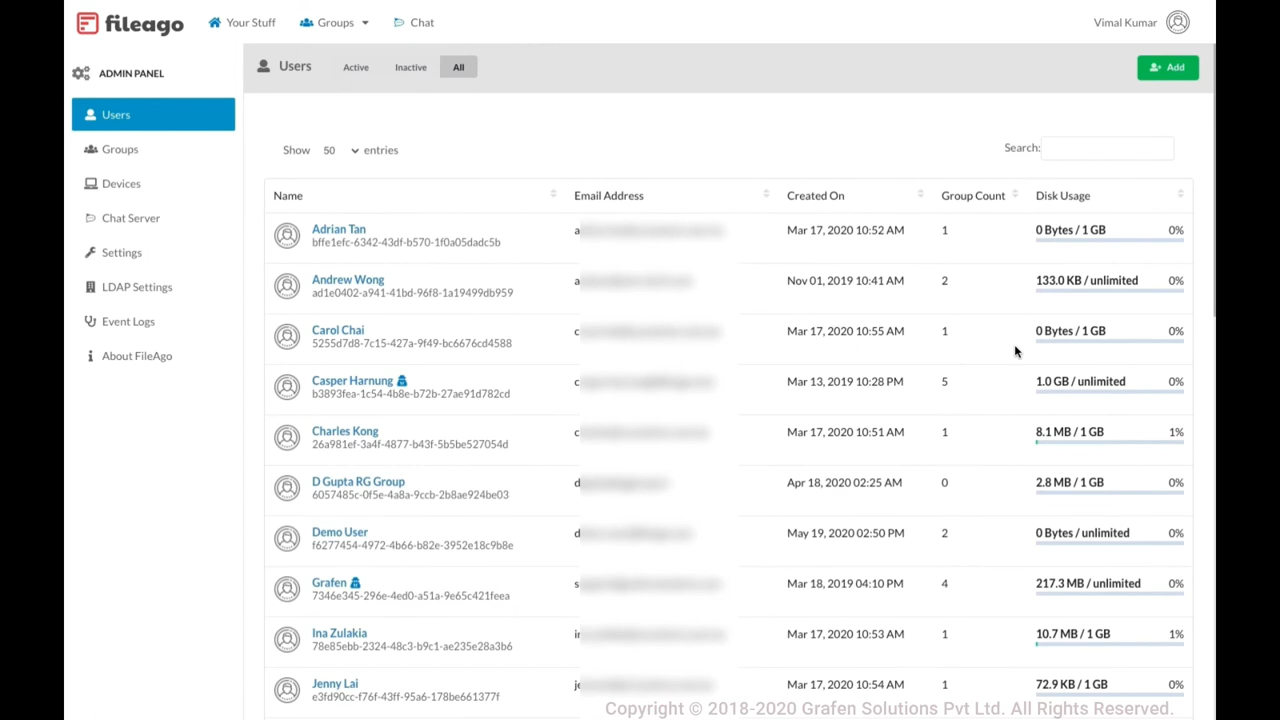 fileago
Your Stuff
Groups
Chat
Vimal Kumar
ADMIN PANEL
Users
Groups
Devices
Chat Server
Settings
LDAP Settings
Event Logs
About FileAgo
Users
Active
Inactive
All
Add
Show 50 entries
Search:
Name Email Address Created On Group Count Disk Usage
Adrian Tan
bffe1efc-6342-43df-b570-1f0a05dadc5b
a
Mar 17, 2020 10:52 AM
1
0 Bytes / 1 GB
0%
Andrew Wong
ad1e0402-a941-41bd-96f8-1a19499db959
a
Nov 01, 2019 10:41 AM
2
133.0 KB / unlimited
0%
Carol Chai
5255d7d8-7c15-427a-9f49-bc6676cd4588
c
Mar 17, 2020 10:55 AM
1
0 Bytes / 1 GB
0%
Casper Harnung
b3893fea-1c54-4b8e-b72b-27ae91d782cd
c
Mar 13, 2019 10:28 PM
5
1.0 GB / unlimited
0%
Charles Kong
26a981ef-3a4f-4877-b43f-5b5be527054d
c
Mar 17, 2020 10:51 AM
1
8.1 MB / 1 GB
1%
D Gupta RG Group
6057485c-0f5e-4a8a-9ccb-2b8ae924be03
d
Apr 18, 2020 02:25 AM
0
2.8 MB / 1 GB
0%
Demo User
f6277454-4972-4b66-b82e-3952e18c9b8e
d
May 19, 2020 02:50 PM
2
0 Bytes / unlimited
0%
Grafen
7346e345-296e-4ed0-a51a-9e65c421feea
s
Mar 18, 2019 04:10 PM
4
217.3 MB / unlimited
0%
Ina Zulakia
78e85ebb-2324-48c3-b9c1-ae235e28a3b6
Mar 17, 2020 10:53 AM
1
10.7 MB / 1 GB
1%
Jenny Lai
e3fd90cc-f76f-43ff-95a6-178be661377f
Mar 17, 2020 10:54 AM
1
72.9 KB / 1 GB
0%
Copyright © 2018-2020 Grafen Solutions Pvt Ltd. All Rights Reserved.